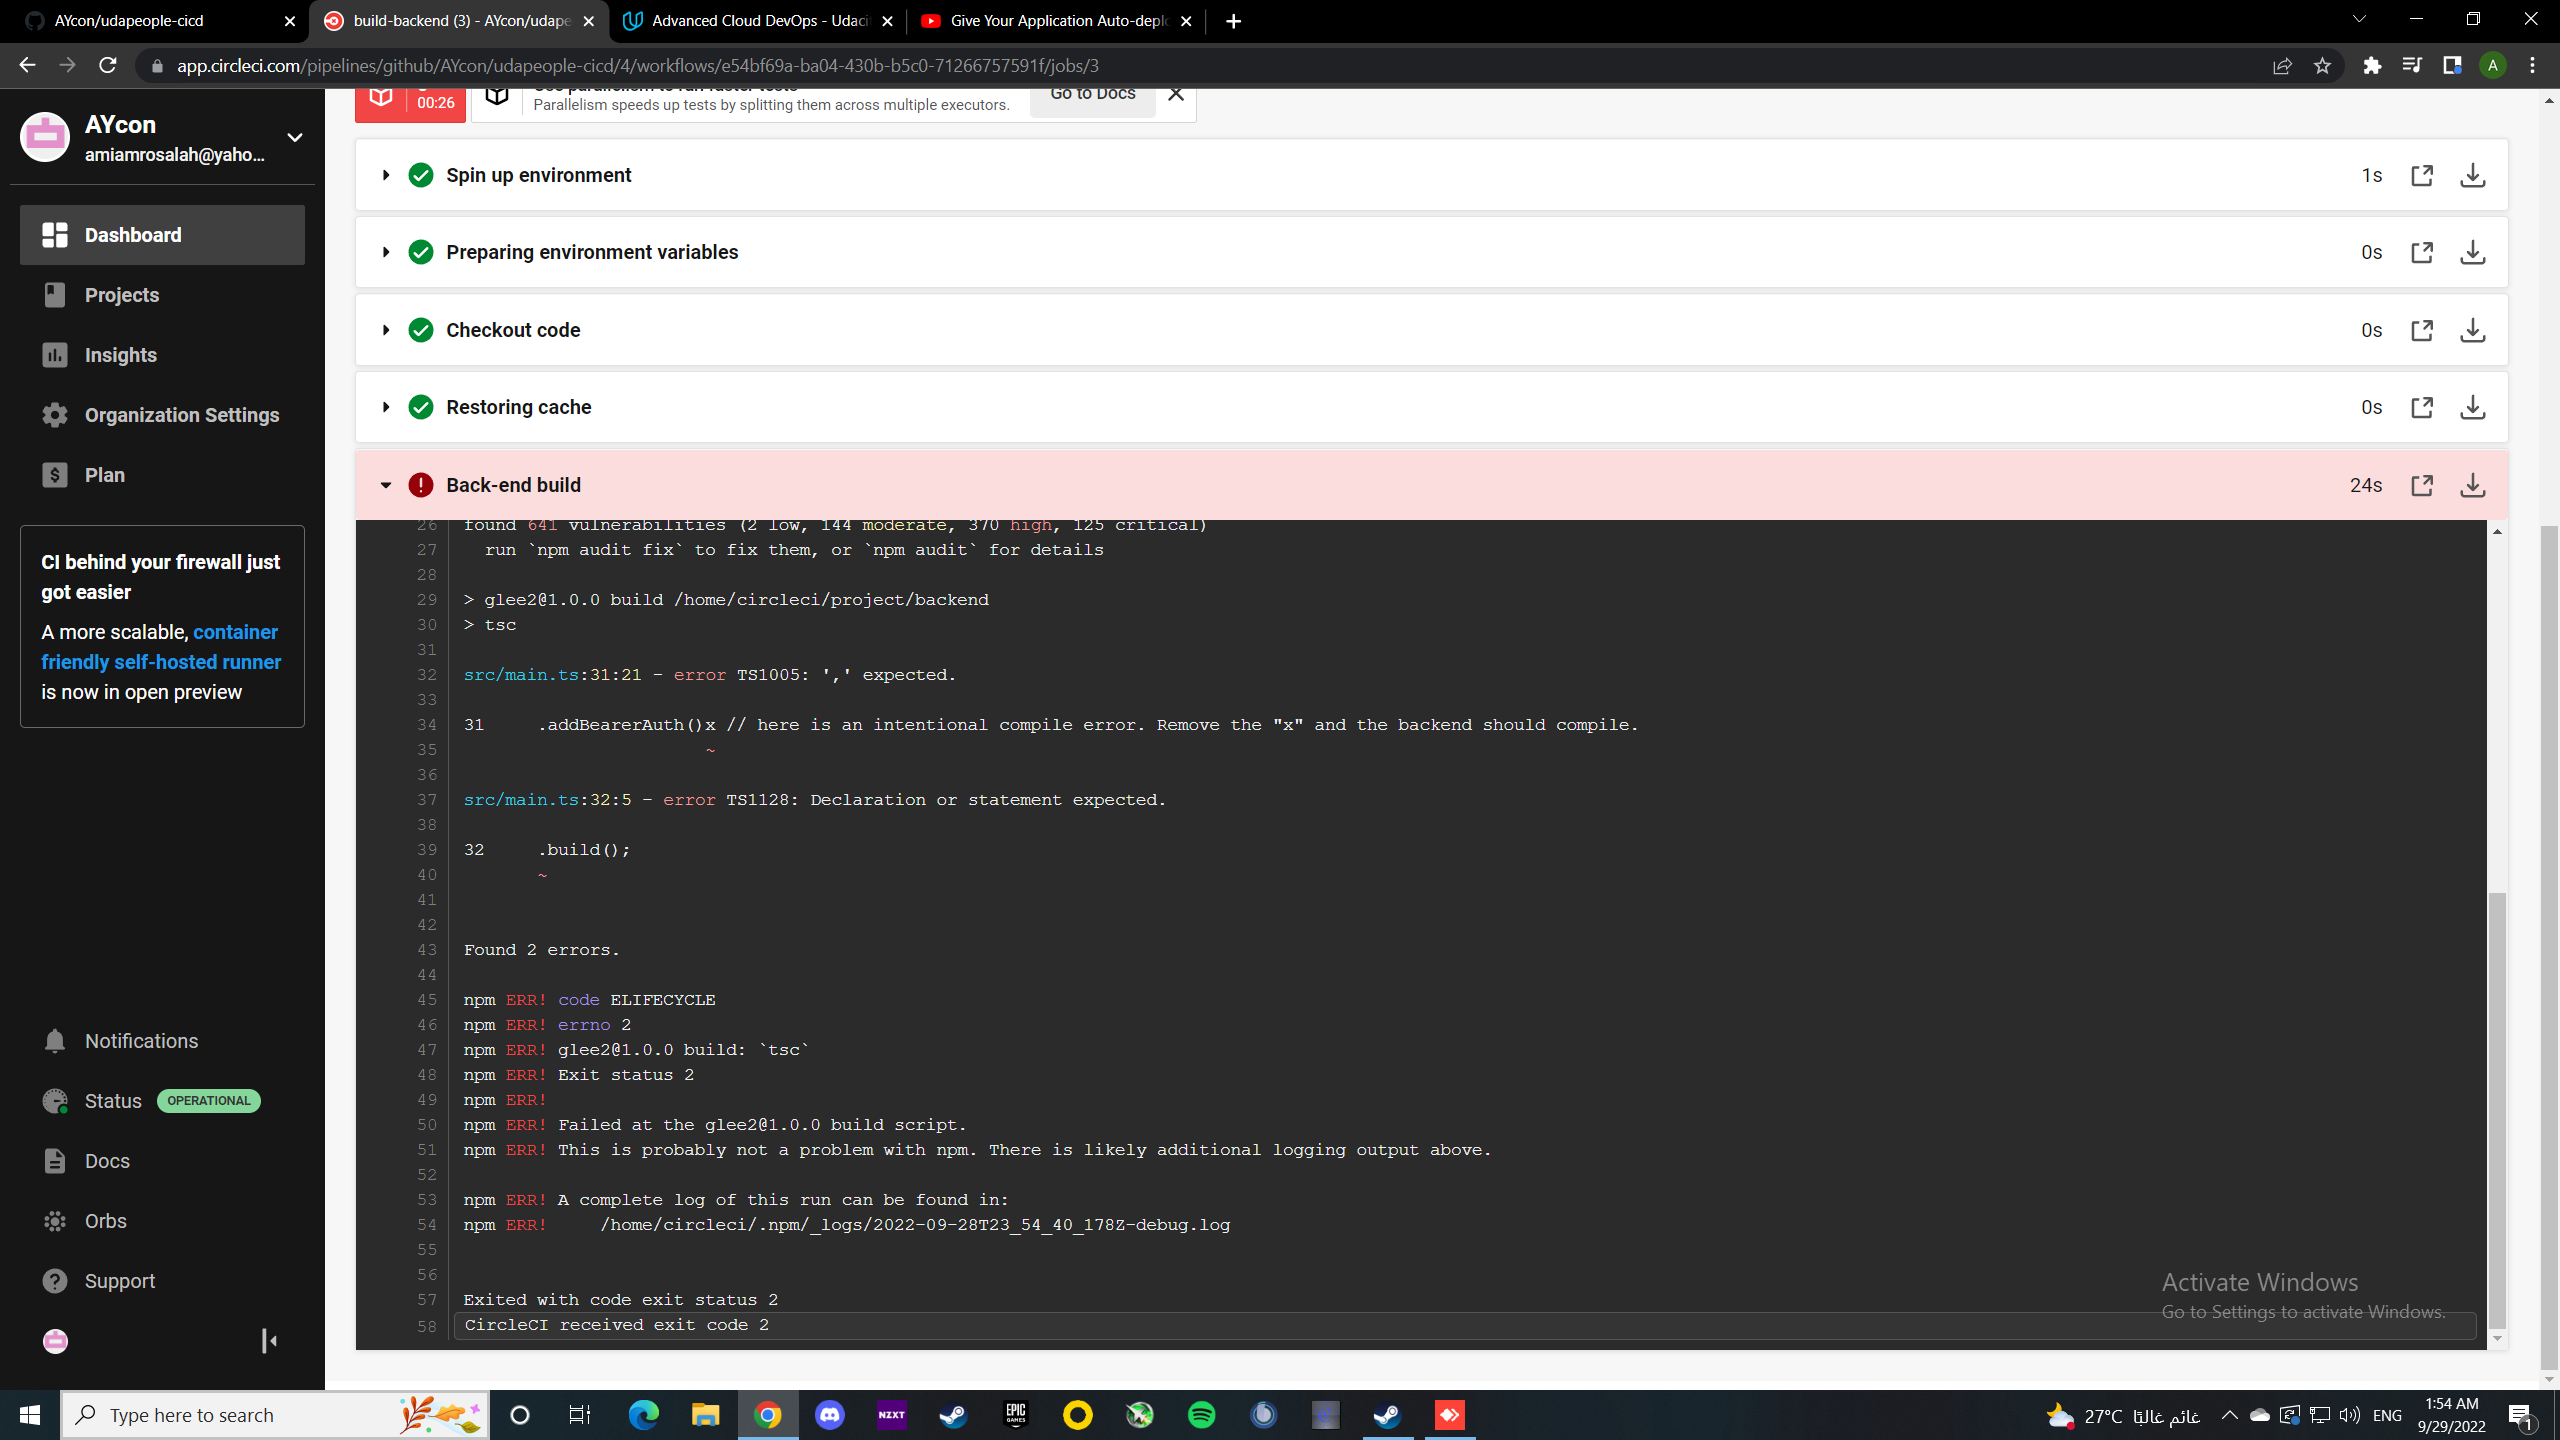 AYcon/udapeople-cicd
build-backend (3) - AYcon/udape
Advanced Cloud DevOps - Udaci
Give Your Application Auto-deplo
app.circleci.com/pipelines/github/AYcon/udapeople-cicd/4/workflows/e54bf69a-ba04-430b-b5c0-71266757591f/jobs/3
A
AYcon
amiamrosalah@yaho...
Dashboard
Projects
Insights
Organization Settings
Plan
CI behind your firewall just
got easier
A more scalable, container
friendly self-hosted runner
is now in open preview
Notifications
Status OPERATIONAL
Docs
Orbs
Support
00:26
Use parallelism to run faster tests
Parallelism speeds up tests by splitting them across multiple executors.
Go to Docs
Spin up environment 1s
Preparing environment variables 0s
Checkout code 0s
Restoring cache 0s
Back-end build 24s
26 found 641 vulnerabilities (2 low, 144 moderate, 370 high, 125 critical)
27 run `npm audit fix` to fix them, or `npm audit` for details
28
29 > glee2@1.0.0 build /home/circleci/project/backend
30 > tsc
31
32 src/main.ts:31:21 - error TS1005: ',' expected.
33
34 31 .addBearerAuth()x // here is an intentional compile error. Remove the "x" and the backend should compile.
35 ~
36
37 src/main.ts:32:5 - error TS1128: Declaration or statement expected.
38
39 32 .build();
40 ~
41
42
43 Found 2 errors.
44
45 npm ERR! code ELIFECYCLE
46 npm ERR! errno 2
47 npm ERR! glee2@1.0.0 build: `tsc`
48 npm ERR! Exit status 2
49 npm ERR!
50 npm ERR! Failed at the glee2@1.0.0 build script.
51 npm ERR! This is probably not a problem with npm. There is likely additional logging output above.
52
53 npm ERR! A complete log of this run can be found in:
54 npm ERR! /home/circleci/.npm/_logs/2022-09-28T23_54_40_178Z-debug.log
55
56
57 Exited with code exit status 2
58 CircleCI received exit code 2
Activate Windows
Go to Settings to activate Windows.
Type here to search
NZXT
EPIC
GAMES
27°C غائم غالبًا
ENG
1:54 AM
9/29/2022
1